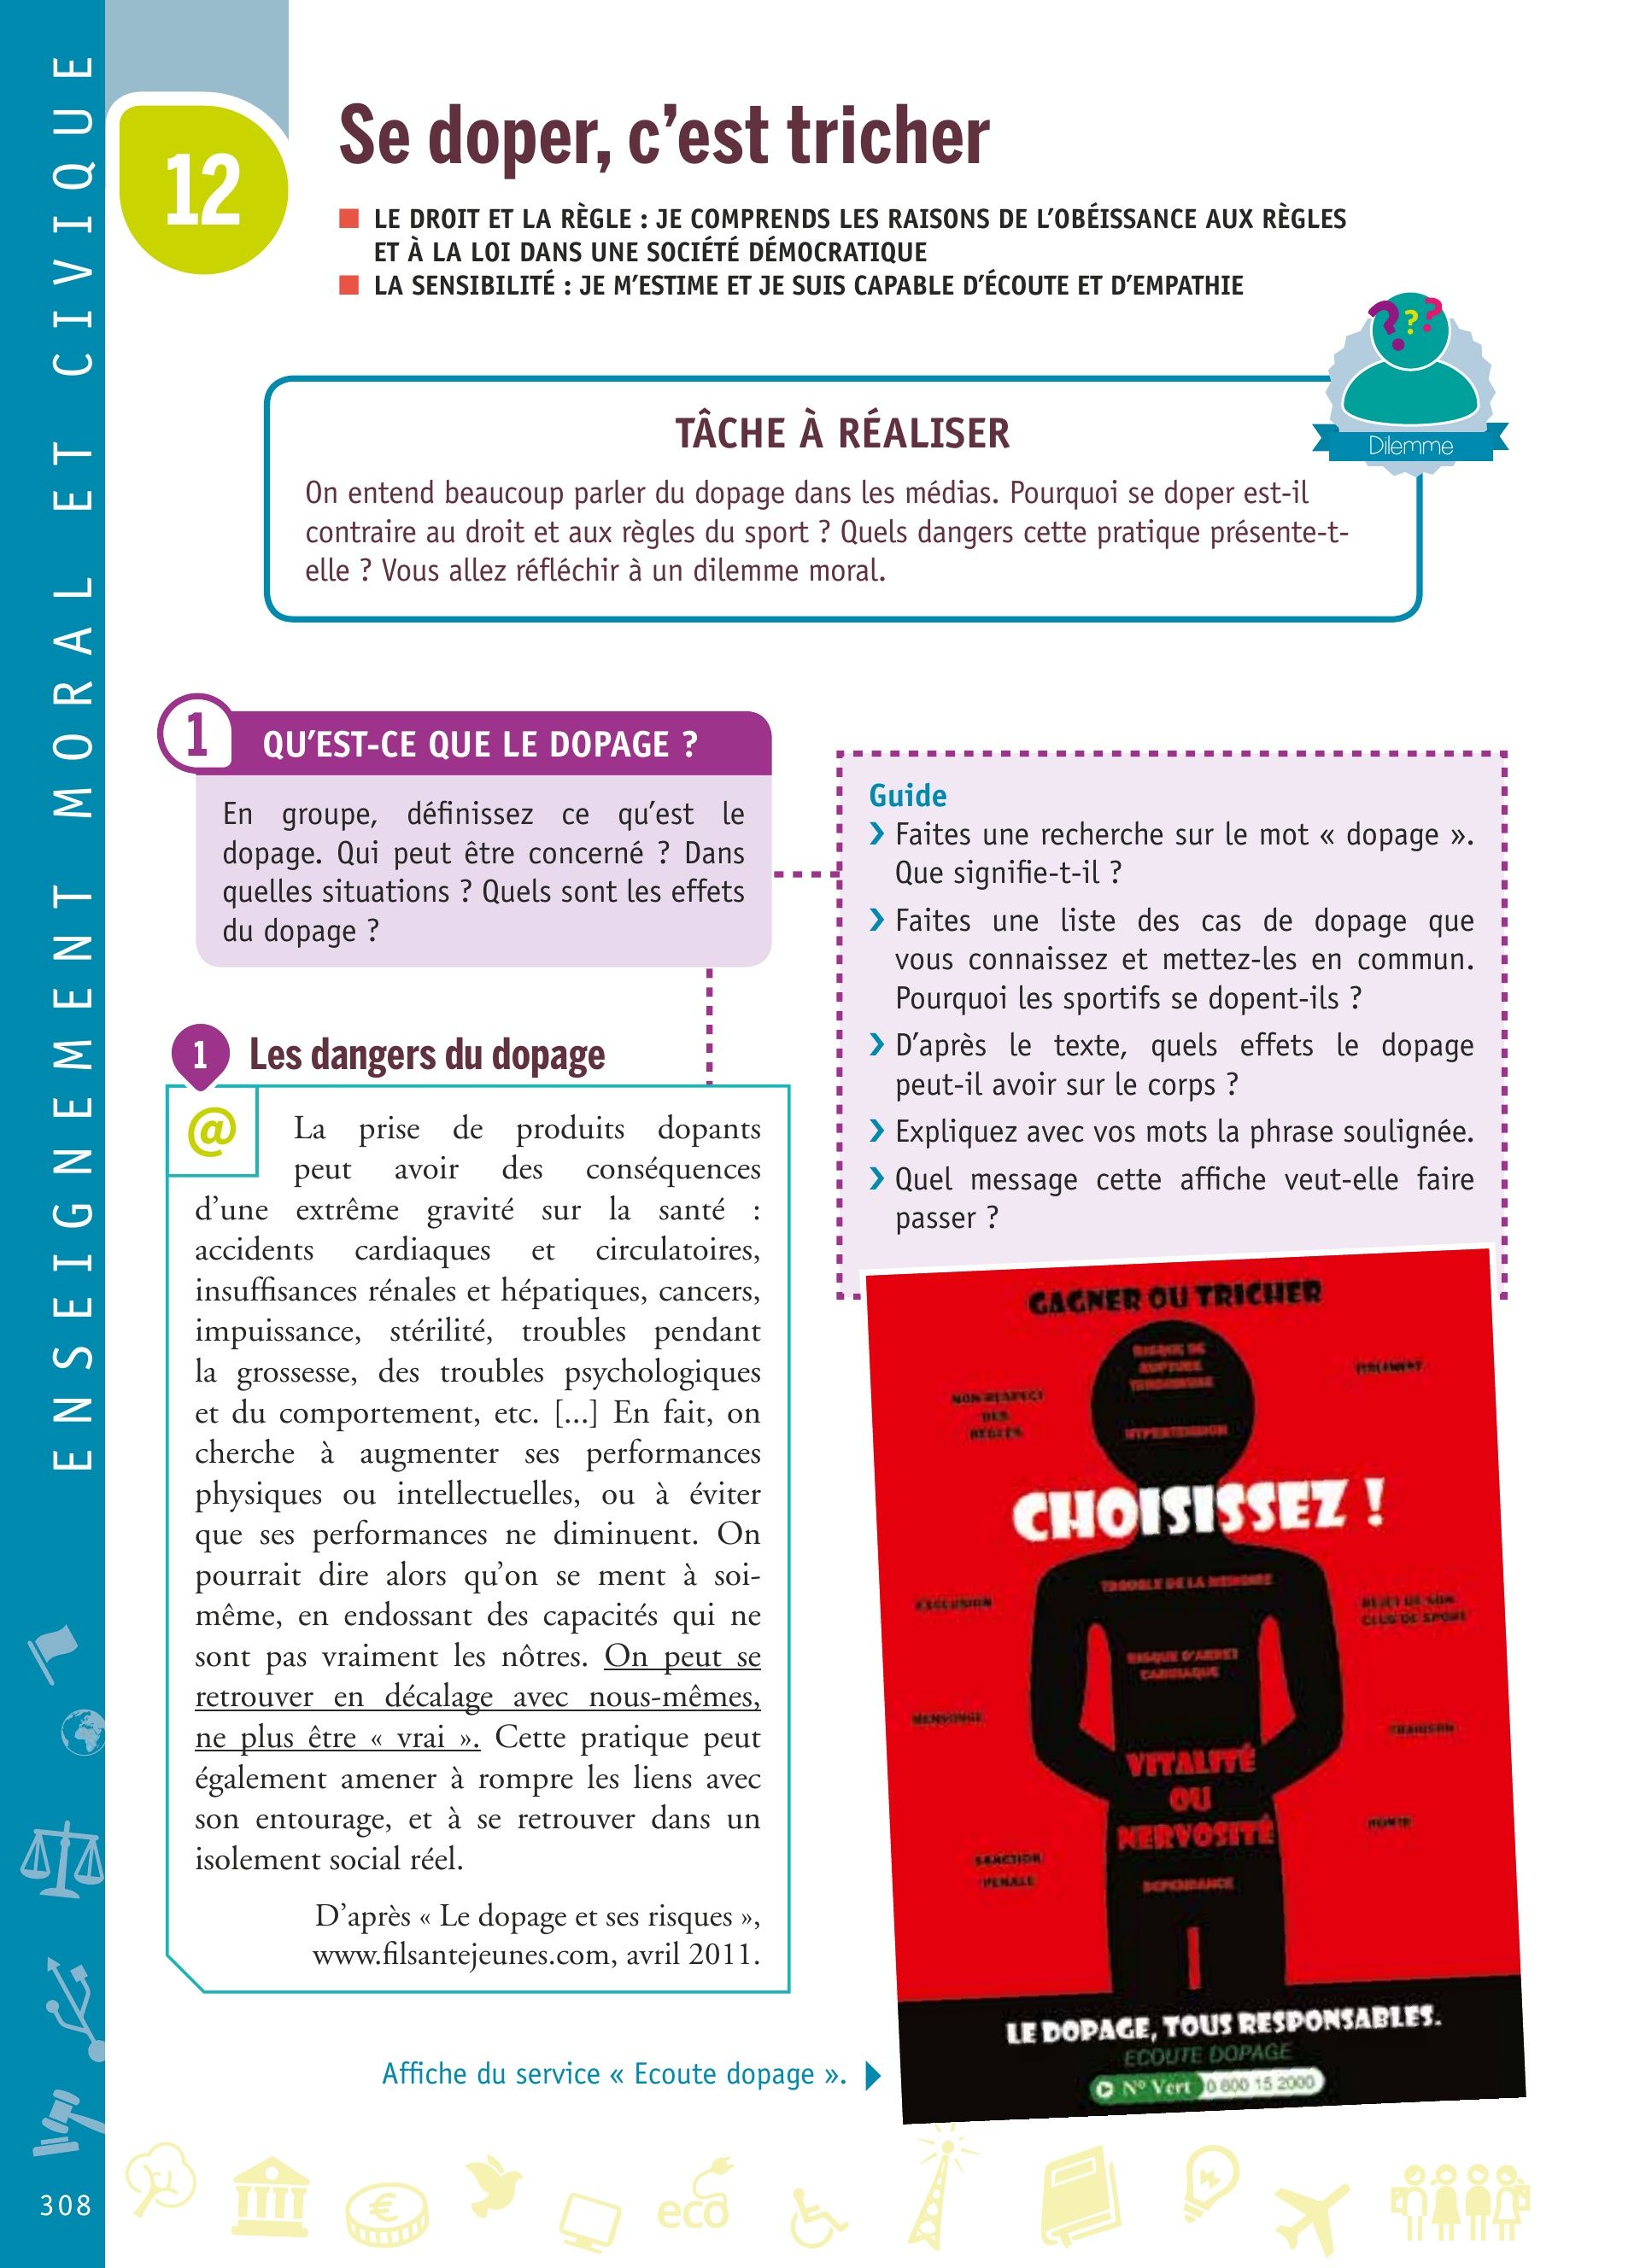 ENSEIGNEMENT MORAL ET CIVIQUE
12
Se doper, c’est tricher
LE DROIT ET LA RÈGLE : JE COMPRENDS LES RAISONS DE L’OBÉISSANCE AUX RÈGLES
ET À LA LOI DANS UNE SOCIÉTÉ DÉMOCRATIQUE
LA SENSIBILITÉ : JE M’ESTIME ET JE SUIS CAPABLE D’ÉCOUTE ET D’EMPATHIE
? ? ?
Dilemme
TÂCHE À RÉALISER
On entend beaucoup parler du dopage dans les médias. Pourquoi se doper est-il
contraire au droit et aux règles du sport ? Quels dangers cette pratique présente-t-
elle ? Vous allez réfléchir à un dilemme moral.
1
QU’EST-CE QUE LE DOPAGE ?
En groupe, définissez ce qu’est le
dopage. Qui peut être concerné ? Dans
quelles situations ? Quels sont les effets
du dopage ?
Guide
› Faites une recherche sur le mot « dopage ».
Que signifie-t-il ?
› Faites une liste des cas de dopage que
vous connaissez et mettez-les en commun.
Pourquoi les sportifs se dopent-ils ?
› D’après le texte, quels effets le dopage
peut-il avoir sur le corps ?
› Expliquez avec vos mots la phrase soulignée.
› Quel message cette affiche veut-elle faire
passer ?
1
Les dangers du dopage
@
La prise de produits dopants
peut avoir des conséquences
d’une extrême gravité sur la santé :
accidents cardiaques et circulatoires,
insuffisances rénales et hépatiques, cancers,
impuissance, stérilité, troubles pendant
la grossesse, des troubles psychologiques
et du comportement, etc. [...] En fait, on
cherche à augmenter ses performances
physiques ou intellectuelles, ou à éviter
que ses performances ne diminuent. On
pourrait dire alors qu’on se ment à soi-
même, en endossant des capacités qui ne
sont pas vraiment les nôtres. On peut se
retrouver en décalage avec nous-mêmes,
ne plus être « vrai ». Cette pratique peut
également amener à rompre les liens avec
son entourage, et à se retrouver dans un
isolement social réel.
D’après « Le dopage et ses risques »,
www.filsantejeunes.com, avril 2011.
GAGNER OU TRICHER
RISQUE DE
RUPTURE
HYPERTENSION
NON RESPECT
DES
REGLES
CHOISISSEZ !
TROUBLE DE LA MEMOIRE
EXCLUSION
REJET DE SON
CLUB DE SPORT
RISQUE D’ARRET
CARDIAQUE
MENSONGE
TRAHISON
VITALITÉ
OU
NERVOSITÉ
HONTE
SANCTION
PENALE
DEPENDANCE
LE DOPAGE, TOUS RESPONSABLES.
ECOUTE DOPAGE
N° Vert 0 800 15 2000
Affiche du service « Ecoute dopage ».
308
€
eco